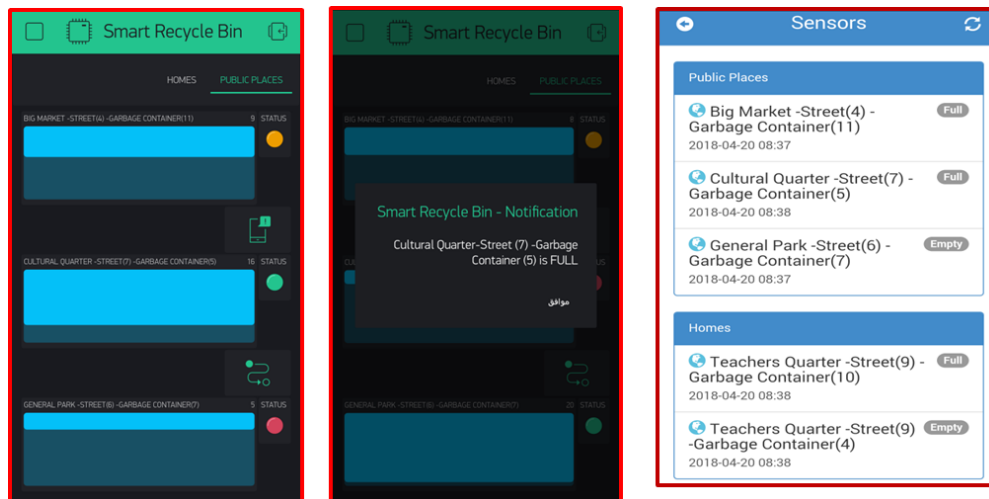 Smart Recycle Bin
HOMES PUBLIC PLACES
BIG MARKET -STREET(4) -GARBAGE CONTAINER(11) 9 STATUS
1
CULTURAL QUARTER -STREET(7) -GARBAGE CONTAINER(5) 16 STATUS
GENERAL PARK -STREET(6) -GARBAGE CONTAINER(7) 5 STATUS
Smart Recycle Bin
HOMES PUBLIC PLACES
BIG MARKET -STREET(4) -GARBAGE CONTAINER(11) 8 STATUS
Smart Recycle Bin - Notification
Cultural Quarter-Street (7) -Garbage
Container (5) is FULL
موافق
GENERAL PARK -STREET(6) -GARBAGE CONTAINER(7) 20 STATUS
Sensors
Public Places
Big Market -Street(4) - Full
Garbage Container(11)
2018-04-20 08:37
Cultural Quarter -Street(7) - Full
Garbage Container(5)
2018-04-20 08:38
General Park -Street(6) - Empty
Garbage Container(7)
2018-04-20 08:37
Homes
Teachers Quarter -Street(9) - Full
Garbage Container(10)
2018-04-20 08:38
Teachers Quarter -Street(9) Empty
-Garbage Container(4)
2018-04-20 08:38